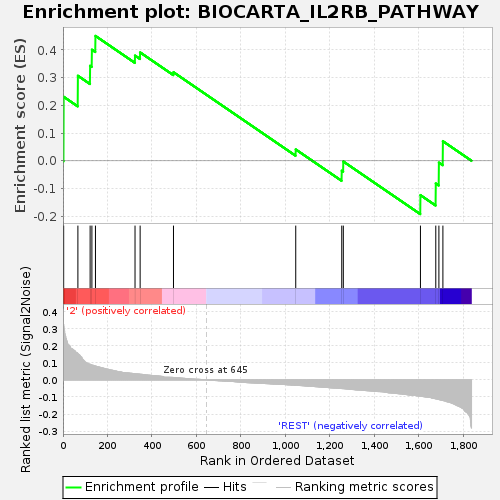 Enrichment plot: BIOCARTA_IL2RB_PATHWAY
Enrichment score (ES)
0.4
0.3
0.2
0.1
0.0
-0.1
-0.2
Ranked list metric (Signal2Noise)
0.4
0.3
0.2
0.1
0.0
-0.1
-0.2
-0.3
'2' (positively correlated)
Zero cross at 645
'REST' (negatively correlated)
0 200 400 600 800 1,000 1,200 1,400 1,600 1,800
Rank in Ordered Dataset
Enrichment profile Hits Ranking metric scores